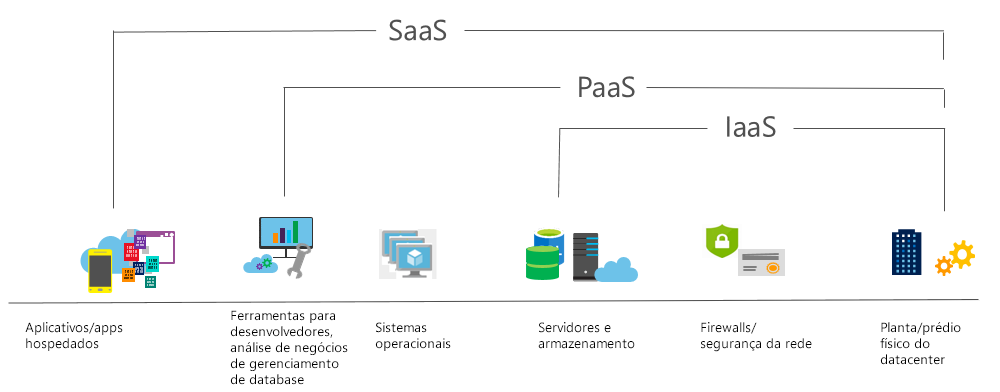 SaaS
PaaS
IaaS
Aplicativos/apps
hospedados
Ferramentas para
desenvolvedores,
análise de negócios
de gerenciamento
de database
Sistemas
operacionais
Servidores e
armazenamento
Firewalls/
segurança da rede
Planta/prédio
físico do
datacenter